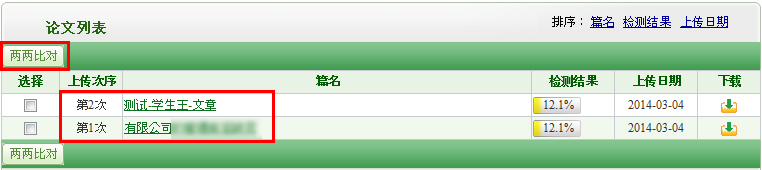 论文列表 排序： 篇名 检测结果 上传日期
两两比对
选择 上传次序 篇名 检测结果 上传日期 下载
第2次 测试-学生王-文章 12.1% 2014-03-04
第1次 有限公司 12.1% 2014-03-04
两两比对